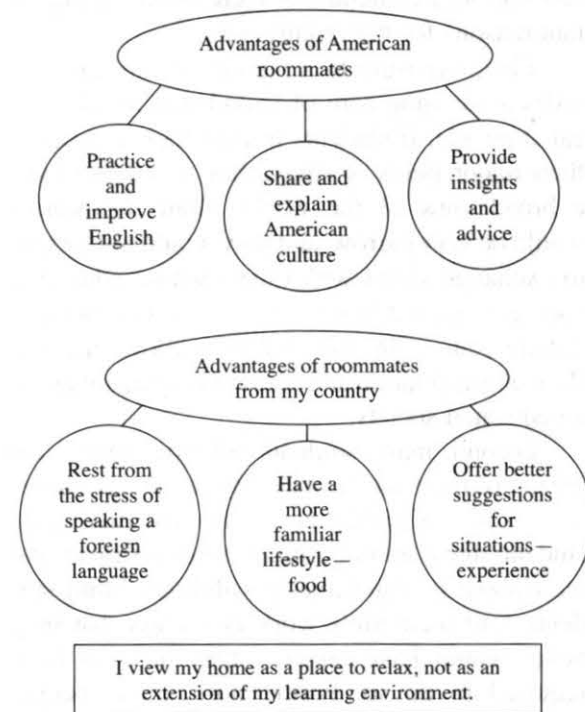 Advantages of American
roommates
Practice
and
improve
English
Share and
explain
American
culture
Provide
insights
and
advice
Advantages of roommates
from my country
Rest from
the stress of
speaking a
foreign
language
Have a
more
familiar
lifestyle—
food
Offer better
suggestions
for
situations—
experience
I view my home as a place to relax, not as an
extension of my learning environment.